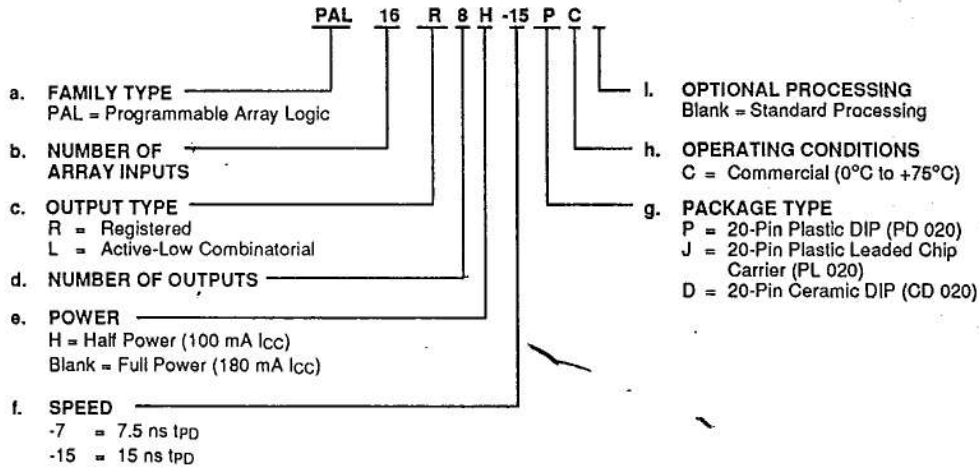 PAL 16 R 8 H -15 P C
a. FAMILY TYPE
PAL = Programmable Array Logic
b. NUMBER OF
ARRAY INPUTS
c. OUTPUT TYPE
R = Registered
L = Active-Low Combinatorial
d. NUMBER OF OUTPUTS
e. POWER
H = Half Power (100 mA Icc)
Blank = Full Power (180 mA Icc)
f. SPEED
-7 = 7.5 ns tPD
-15 = 15 ns tPD
I. OPTIONAL PROCESSING
Blank = Standard Processing
h. OPERATING CONDITIONS
C = Commercial (0°C to +75°C)
g. PACKAGE TYPE
P = 20-Pin Plastic DIP (PD 020)
J = 20-Pin Plastic Leaded Chip
Carrier (PL 020)
D = 20-Pin Ceramic DIP (CD 020)